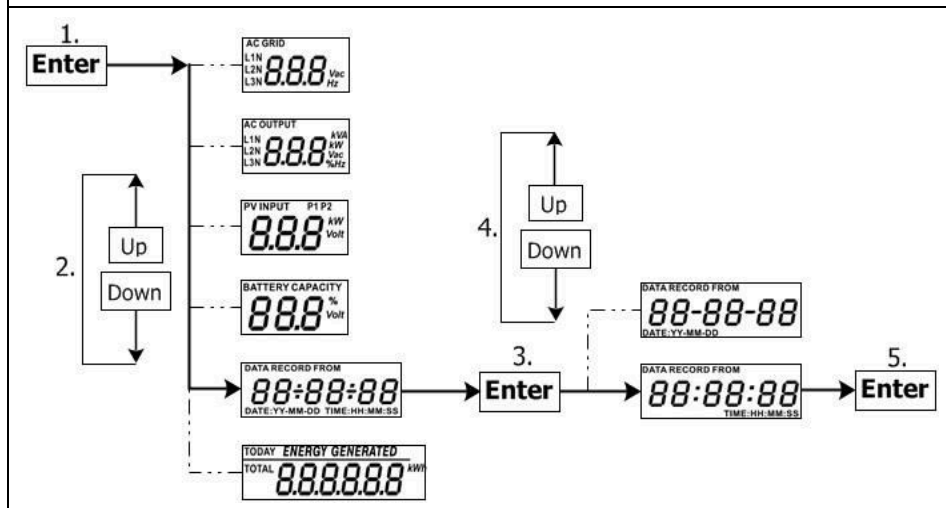 1.
Enter
AC GRID
L1N
L2N
L3N
8.8.8
Vac
Hz
AC OUTPUT
L1N
L2N
L3N
8.8.8
kVA
kW
Vac
%Hz
2.
Up
Down
PV INPUT P1 P2
8.8.8
kW
Volt
BATTERY CAPACITY
88.8
%
Volt
DATA RECORD FROM
88÷88÷88
DATE:YY-MM-DD TIME:HH:MM:SS
TODAY ENERGY GENERATED
TOTAL 8.8.8.8.8.8 kWh
3.
Enter
4.
Up
Down
DATA RECORD FROM
88-88-88
DATE:YY-MM-DD
DATA RECORD FROM
88:88:88
TIME:HH:MM:SS
5.
Enter